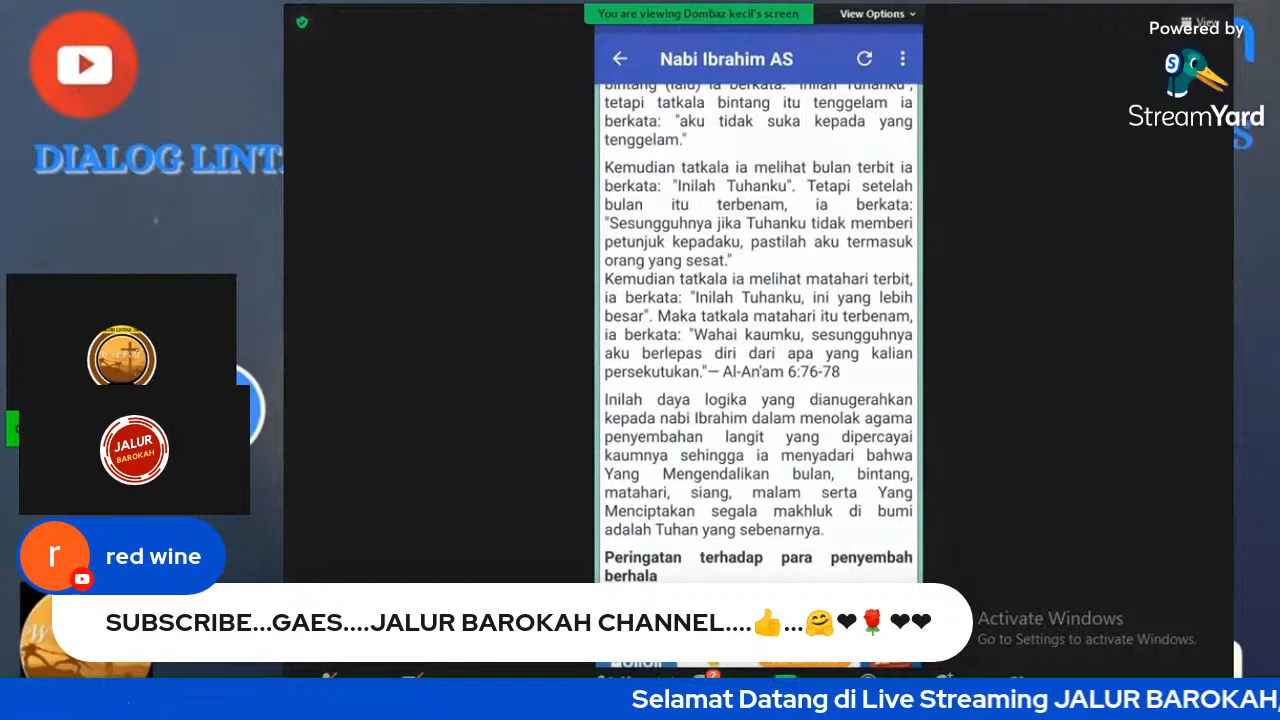 You are viewing Dombaz kecil's screen
View Options
View
Powered by
StreamYard
Nabi Ibrahim AS
DIALOG LINT
bintang (lalu) ia berkata: "Inilah Tuhanku",
tetapi tatkala bintang itu tenggelam ia
berkata: "aku tidak suka kepada yang
tenggelam."
Kemudian tatkala ia melihat bulan terbit ia
berkata: "Inilah Tuhanku". Tetapi setelah
bulan itu terbenam, ia berkata:
"Sesungguhnya jika Tuhanku tidak memberi
petunjuk kepadaku, pastilah aku termasuk
orang yang sesat."
Kemudian tatkala ia melihat matahari terbit,
ia berkata: "Inilah Tuhanku, ini yang lebih
besar". Maka tatkala matahari itu terbenam,
ia berkata: "Wahai kaumku, sesungguhnya
aku berlepas diri dari apa yang kalian
persekutukan."— Al-An'am 6:76-78
Inilah daya logika yang dianugerahkan
kepada nabi Ibrahim dalam menolak agama
penyembahan langit yang dipercayai
kaumnya sehingga ia menyadari bahwa
Yang Mengendalikan bulan, bintang,
matahari, siang, malam serta Yang
Menciptakan segala makhluk di bumi
adalah Tuhan yang sebenarnya.
Peringatan terhadap para penyembah
berhala
JALUR
BAROKAH
r
red wine
SUBSCRIBE...GAES....JALUR BAROKAH CHANNEL....👍...🤗❤🌹❤❤
Activate Windows
Go to Settings to activate Windows.
Selamat Datang di Live Streaming JALUR BAROKAH,